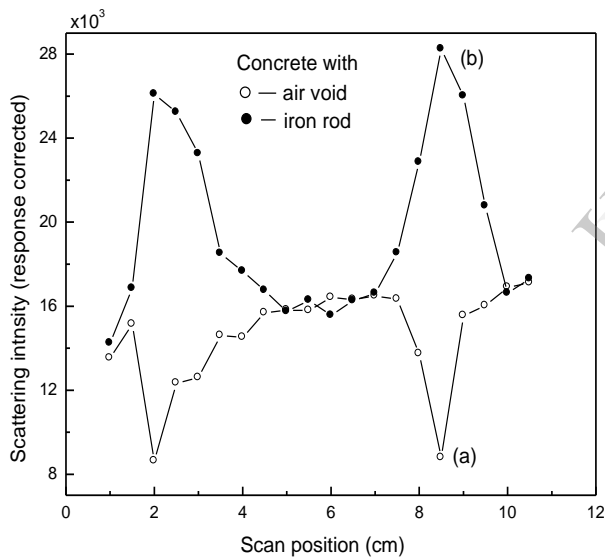 x10³
28
24
20
16
12
8
0 2 4 6 8 10 12
Scan position (cm)
Scattering intnsity (response corrected)
Concrete with
— air void
— iron rod
(b)
(a)